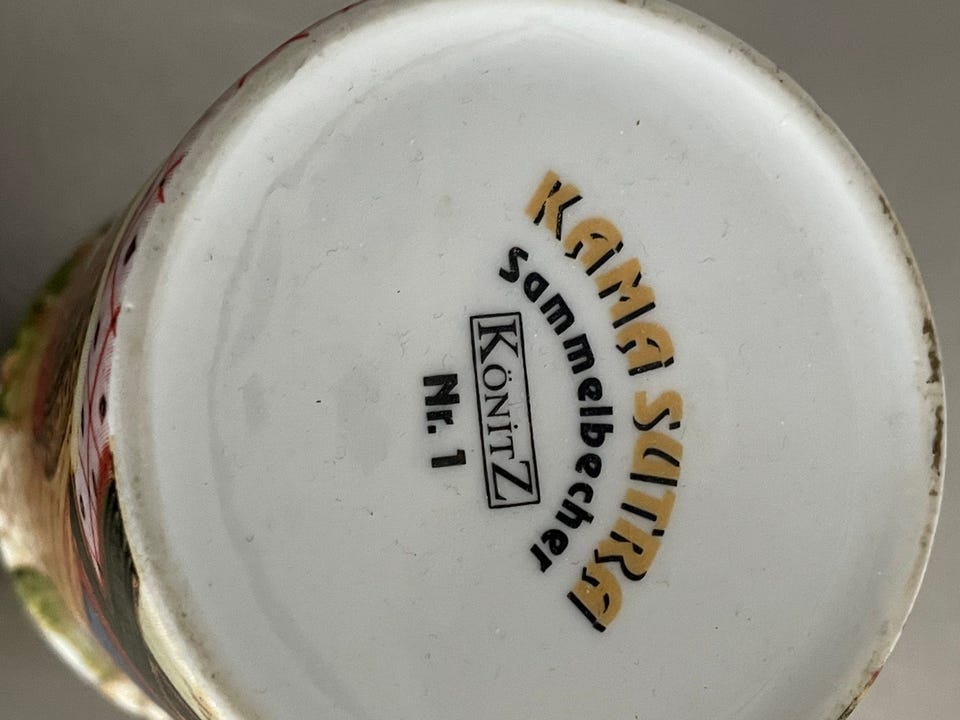 KAMA SUTRA
Sammelbecher
KÖNITZ
Nr. 1